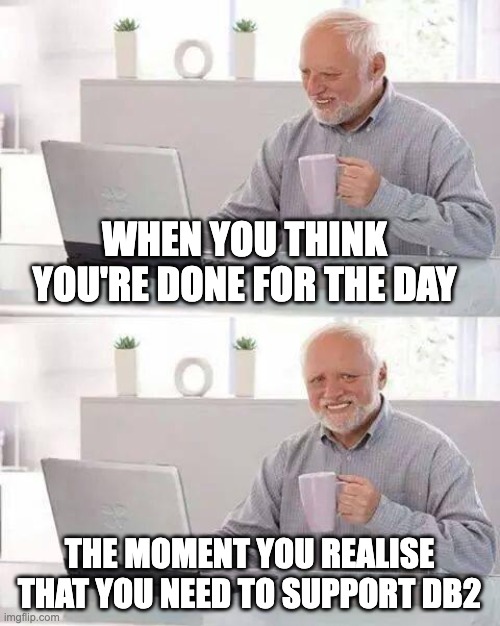 WHEN YOU THINK
YOU'RE DONE FOR THE DAY
THE MOMENT YOU REALISE
THAT YOU NEED TO SUPPORT DB2
imgflip.com